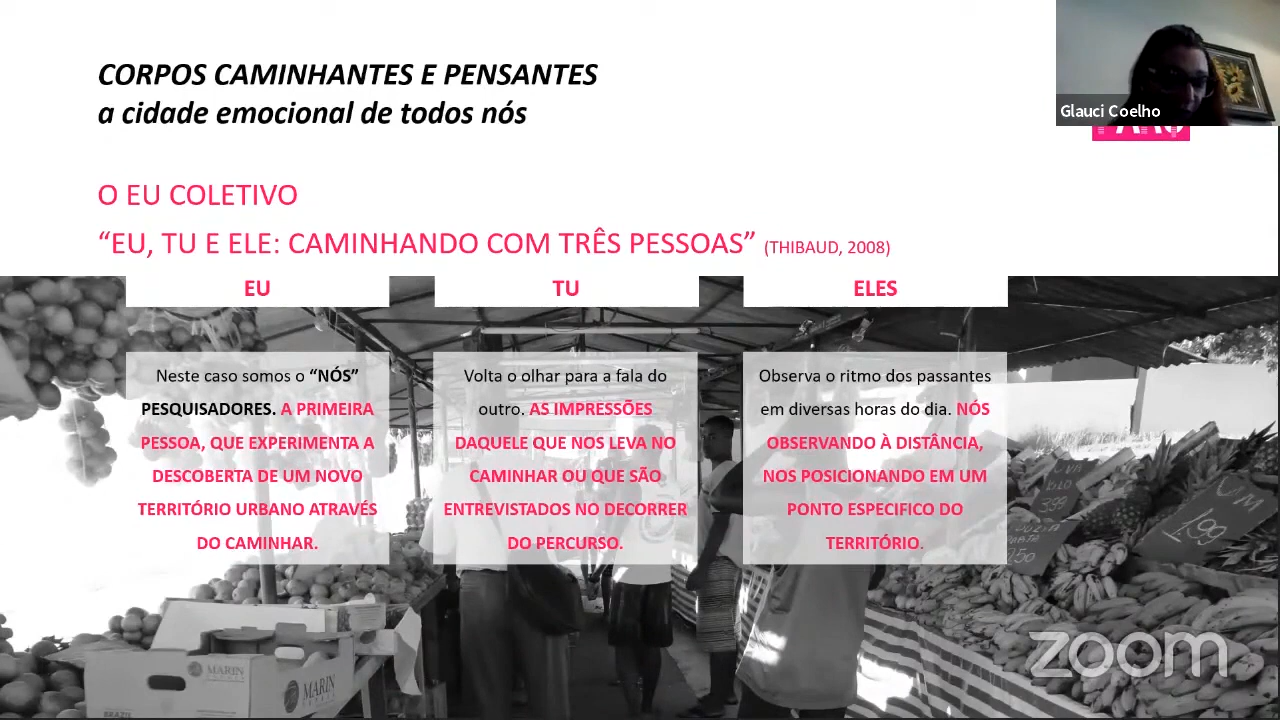 CORPOS CAMINHANTES E PENSANTES
a cidade emocional de todos nós
Glauci Coelho
O EU COLETIVO
“EU, TU E ELE: CAMINHANDO COM TRÊS PESSOAS” (THIBAUD, 2008)
EU
Neste caso somos o “NÓS”
PESQUISADORES. A PRIMEIRA
PESSOA, QUE EXPERIMENTA A
DESCOBERTA DE UM NOVO
TERRITÓRIO URBANO ATRAVÉS
DO CAMINHAR.
TU
Volta o olhar para a fala do
outro. AS IMPRESSÕES
DAQUELE QUE NOS LEVA NO
CAMINHAR OU QUE SÃO
ENTREVISTADOS NO DECORRER
DO PERCURSO.
ELES
Observa o ritmo dos passantes
em diversas horas do dia. NÓS
OBSERVANDO À DISTÂNCIA,
NOS POSICIONANDO EM UM
PONTO ESPECIFICO DO
TERRITÓRIO.
3,99
1,99
MARIN
MARIN
BRAZIL
zoom